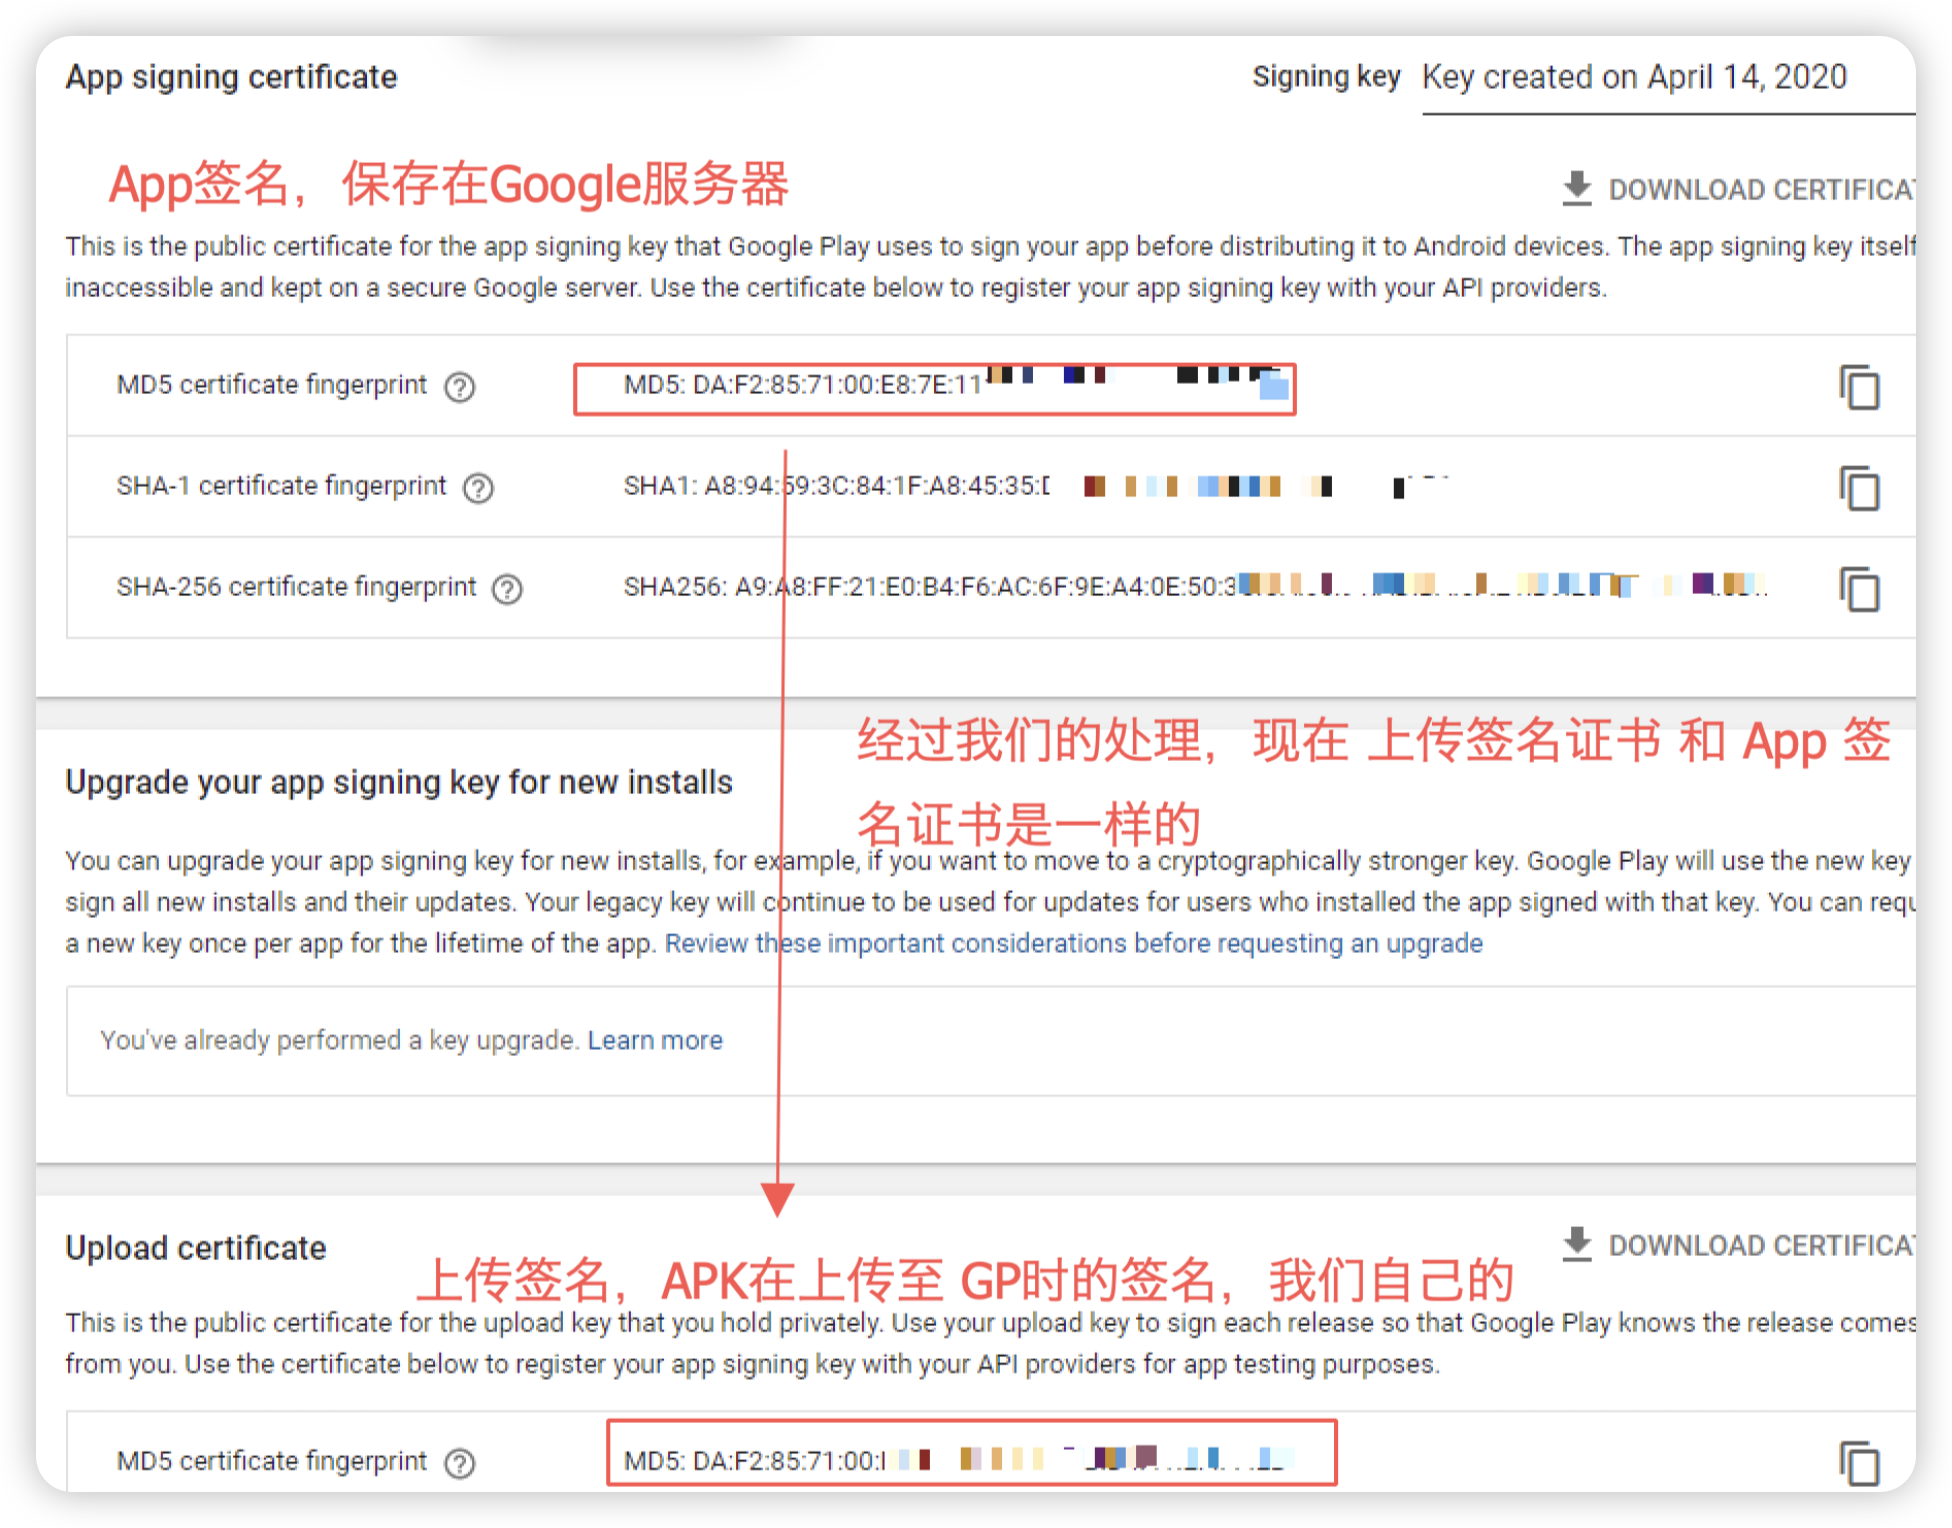 App signing certificate
Signing key Key created on April 14, 2020
App签名，保存在Google服务器
DOWNLOAD CERTIFICAT
This is the public certificate for the app signing key that Google Play uses to sign your app before distributing it to Android devices. The app signing key itself
inaccessible and kept on a secure Google server. Use the certificate below to register your app signing key with your API providers.
MD5 certificate fingerprint MD5: DA:F2:85:71:00:E8:7E:11
SHA-1 certificate fingerprint SHA1: A8:94:59:3C:84:1F:A8:45:35:
SHA-256 certificate fingerprint SHA256: A9:A8:FF:21:E0:B4:F6:AC:6F:9E:A4:0E:50:3
经过我们的处理，现在 上传签名证书 和 App 签
名证书是一样的
Upgrade your app signing key for new installs
You can upgrade your app signing key for new installs, for example, if you want to move to a cryptographically stronger key. Google Play will use the new key
sign all new installs and their updates. Your legacy key will continue to be used for updates for users who installed the app signed with that key. You can requ
a new key once per app for the lifetime of the app. Review these important considerations before requesting an upgrade
You've already performed a key upgrade. Learn more
Upload certificate
DOWNLOAD CERTIFICAT
上传签名，APK在上传至 GP时的签名，我们自己的
This is the public certificate for the upload key that you hold privately. Use your upload key to sign each release so that Google Play knows the release comes
from you. Use the certificate below to register your app signing key with your API providers for app testing purposes.
MD5 certificate fingerprint MD5: DA:F2:85:71:00: